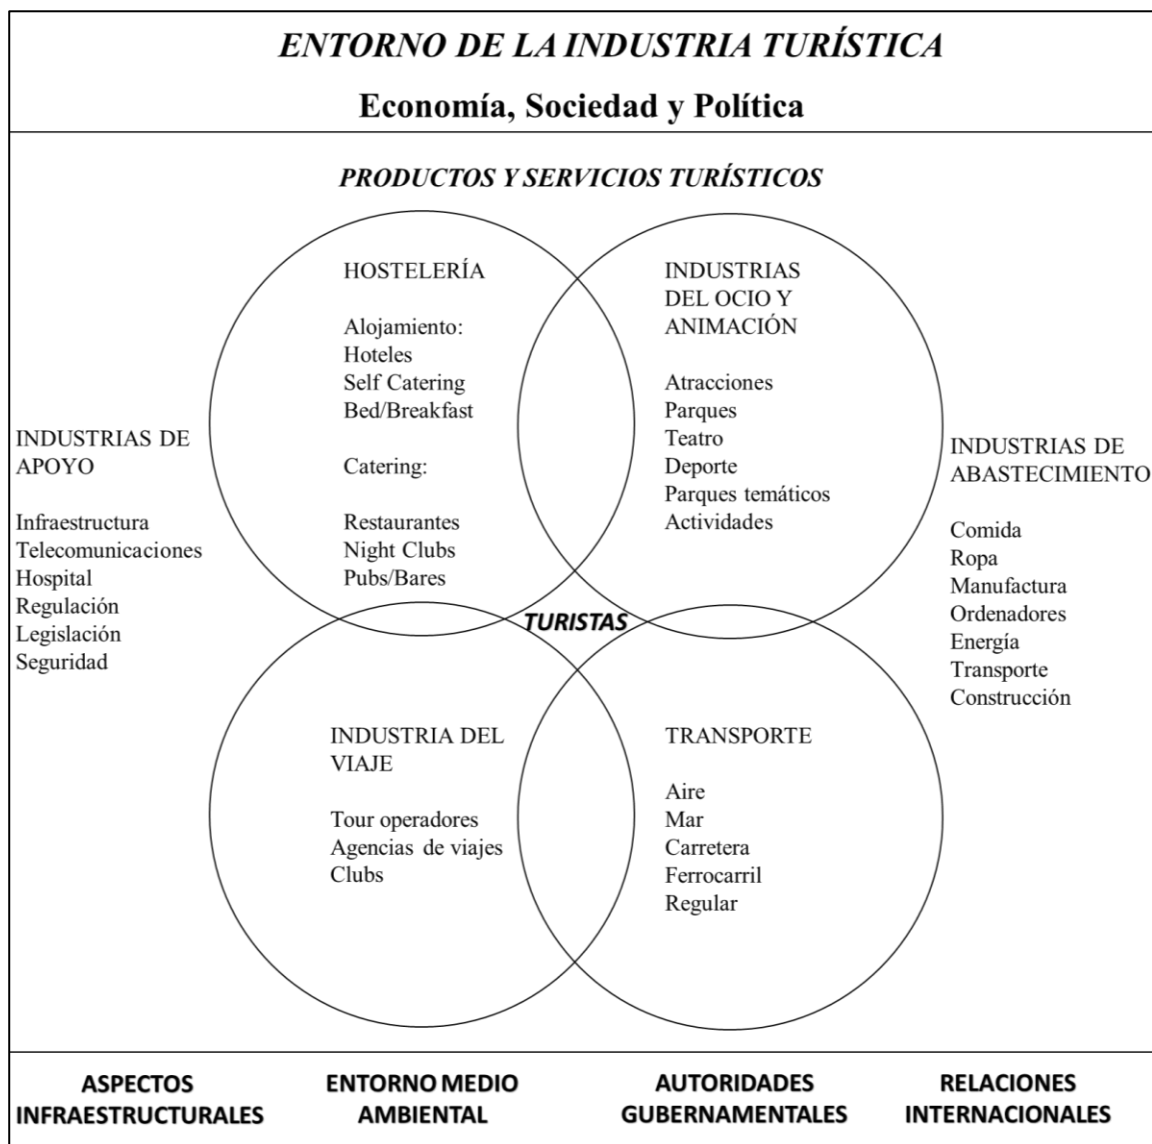 ENTORNO DE LA INDUSTRIA TURÍSTICA
Economía, Sociedad y Política
PRODUCTOS Y SERVICIOS TURÍSTICOS
HOSTELERÍA
Alojamiento:
Hoteles
Self Catering
Bed/Breakfast
Catering:
Restaurantes
Night Clubs
Pubs/Bares
INDUSTRIAS
DEL OCIO Y
ANIMACIÓN
Atracciones
Parques
Teatro
Deporte
Parques temáticos
Actividades
INDUSTRIAS DE
APOYO
Infraestructura
Telecomunicaciones
Hospital
Regulación
Legislación
Seguridad
INDUSTRIAS DE
ABASTECIMIENTO
Comida
Ropa
Manufactura
Ordenadores
Energía
Transporte
Construcción
TURISTAS
INDUSTRIA DEL
VIAJE
Tour operadores
Agencias de viajes
Clubs
TRANSPORTE
Aire
Mar
Carretera
Ferrocarril
Regular
ASPECTOS
INFRAESTRUCTURALES
ENTORNO MEDIO
AMBIENTAL
AUTORIDADES
GUBERNAMENTALES
RELACIONES
INTERNACIONALES